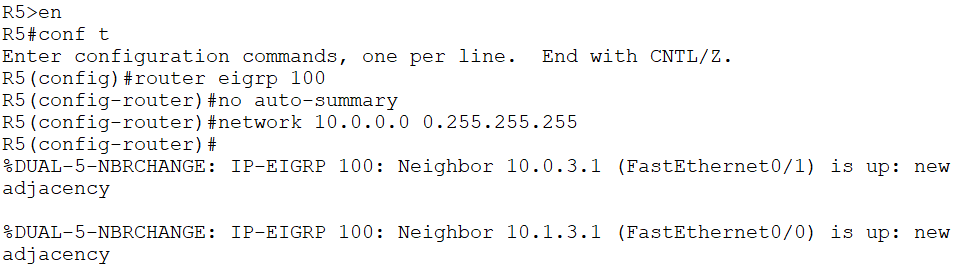 R5>en
R5#conf t
Enter configuration commands, one per line.  End with CNTL/Z.
R5(config)#router eigrp 100
R5(config-router)#no auto-summary
R5(config-router)#network 10.0.0.0 0.255.255.255
R5(config-router)#
%DUAL-5-NBRCHANGE: IP-EIGRP 100: Neighbor 10.0.3.1 (FastEthernet0/1) is up: new
adjacency
%DUAL-5-NBRCHANGE: IP-EIGRP 100: Neighbor 10.1.3.1 (FastEthernet0/0) is up: new
adjacency